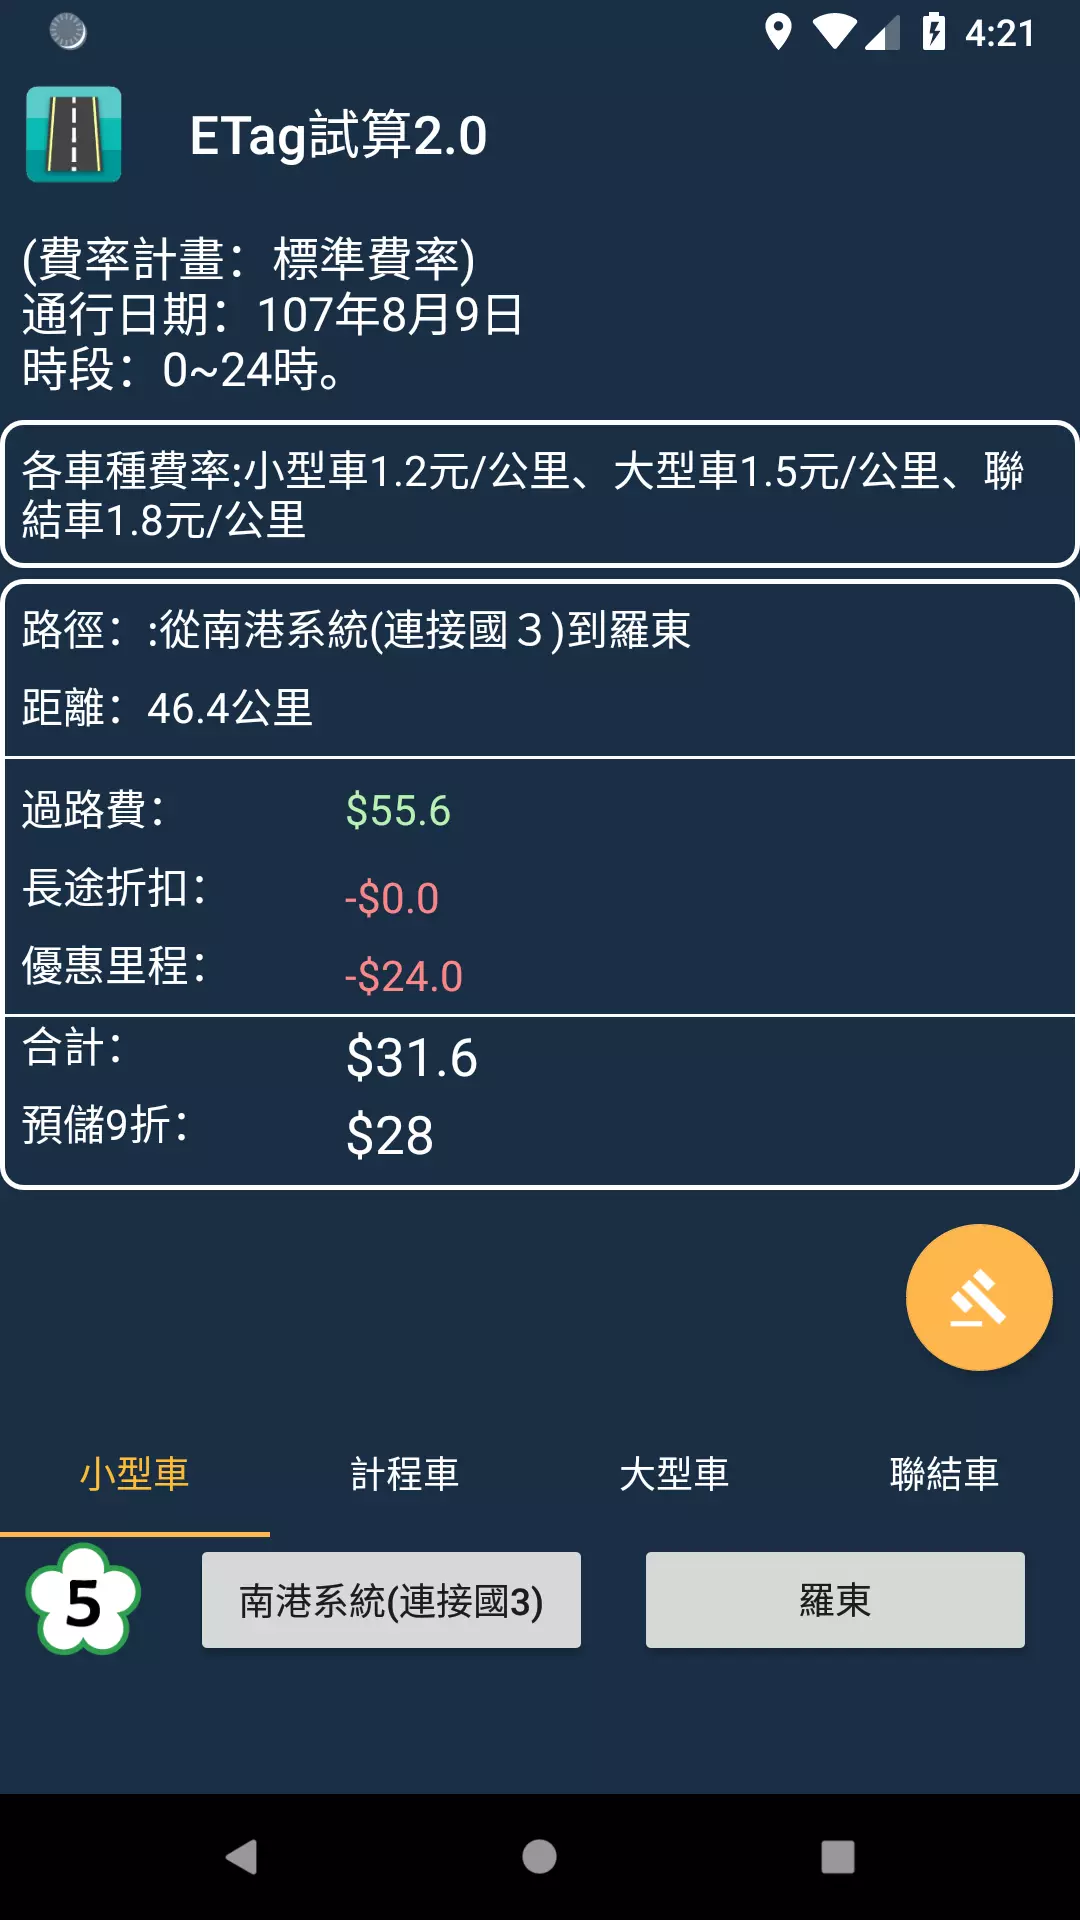 4:21
ETag試算2.0
(費率計畫：標準費率)
通行日期：107年8月9日
時段：0~24時。
各車種費率:小型車1.2元/公里、大型車1.5元/公里、聯
結車1.8元/公里
路徑：:從南港系統(連接國３)到羅東
距離：46.4公里
過路費： $55.6
長途折扣： -$0.0
優惠里程： -$24.0
合計： $31.6
預儲9折： $28
小型車 計程車 大型車 聯結車
5 南港系統(連接國3) 羅東